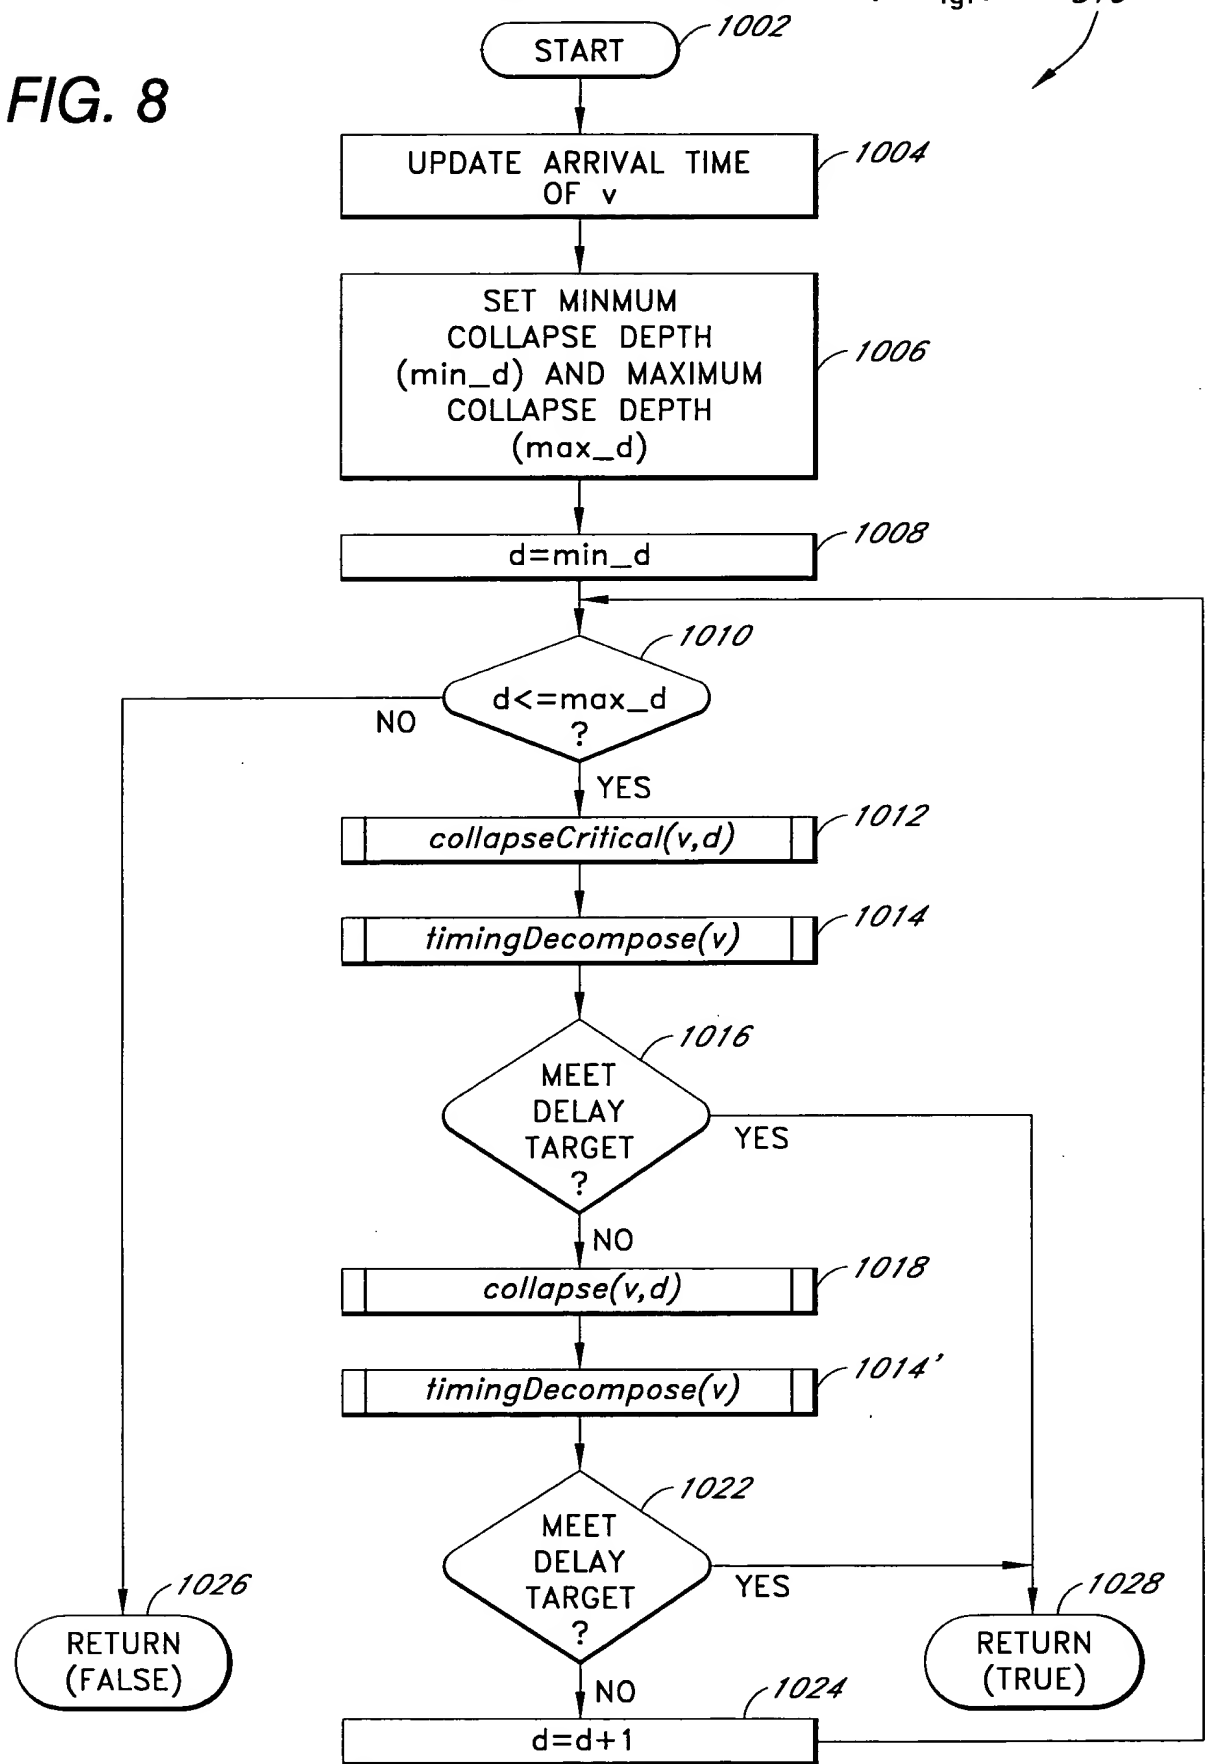 START
1002
FIG. 8
UPDATE ARRIVAL TIME
OF v
1004
SET MINMUM
COLLAPSE DEPTH
(min_d) AND MAXIMUM
COLLAPSE DEPTH
(max_d)
1006
d=min_d
1008
1010
d<=max_d
?
NO
YES
collapseCritical(v,d)
1012
timingDecompose(v)
1014
1016
MEET
DELAY
TARGET
?
YES
NO
collapse(v,d)
1018
timingDecompose(v)
1014'
1022
MEET
DELAY
TARGET
?
YES
NO
1026
RETURN
(FALSE)
1028
RETURN
(TRUE)
1024
d=d+1